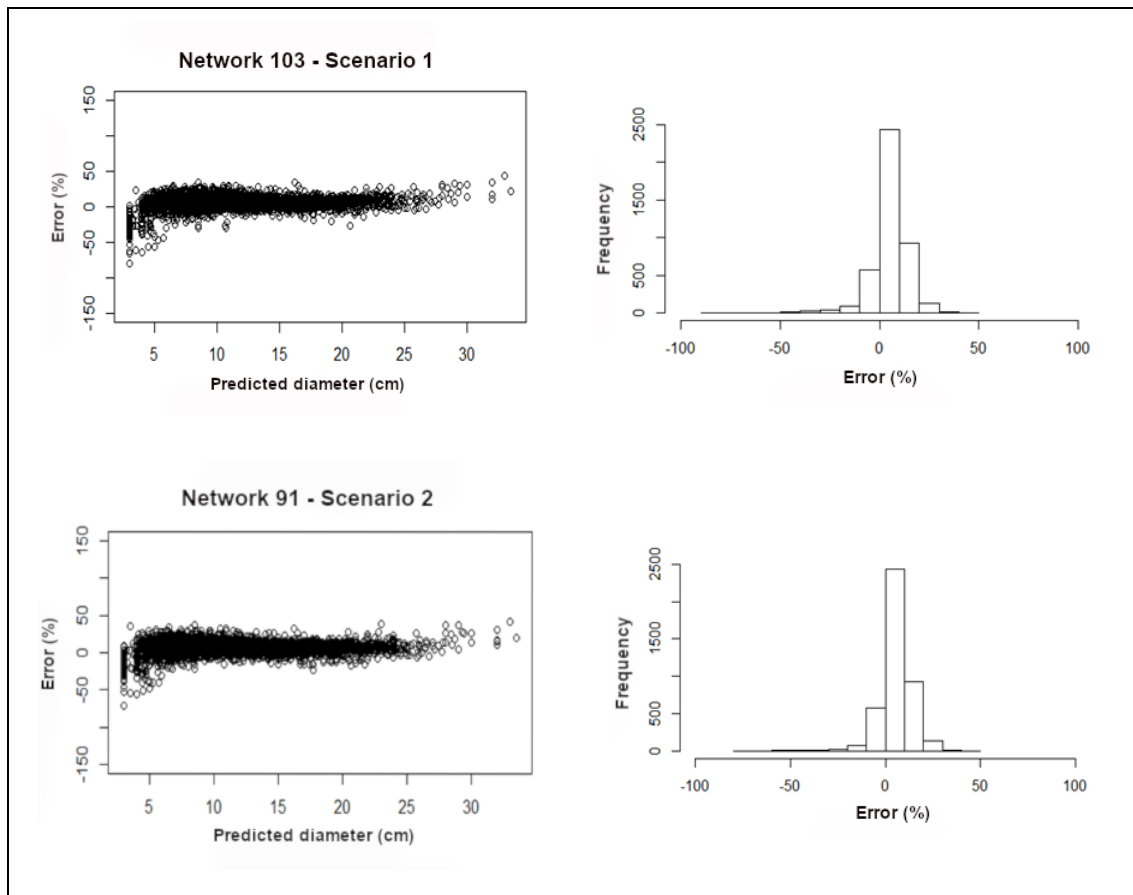 Network 103 - Scenario 1
Error (%)
150
50
0
-50
-150
5 10 15 20 25 30
Predicted diameter (cm)
Frequency
2500
1500
500
0
-100 -50 0 50 100
Error (%)
Network 91 - Scenario 2
Error (%)
150
50
0
-50
-150
5 10 15 20 25 30
Predicted diameter (cm)
Frequency
2500
1500
500
0
-100 -50 0 50 100
Error (%)